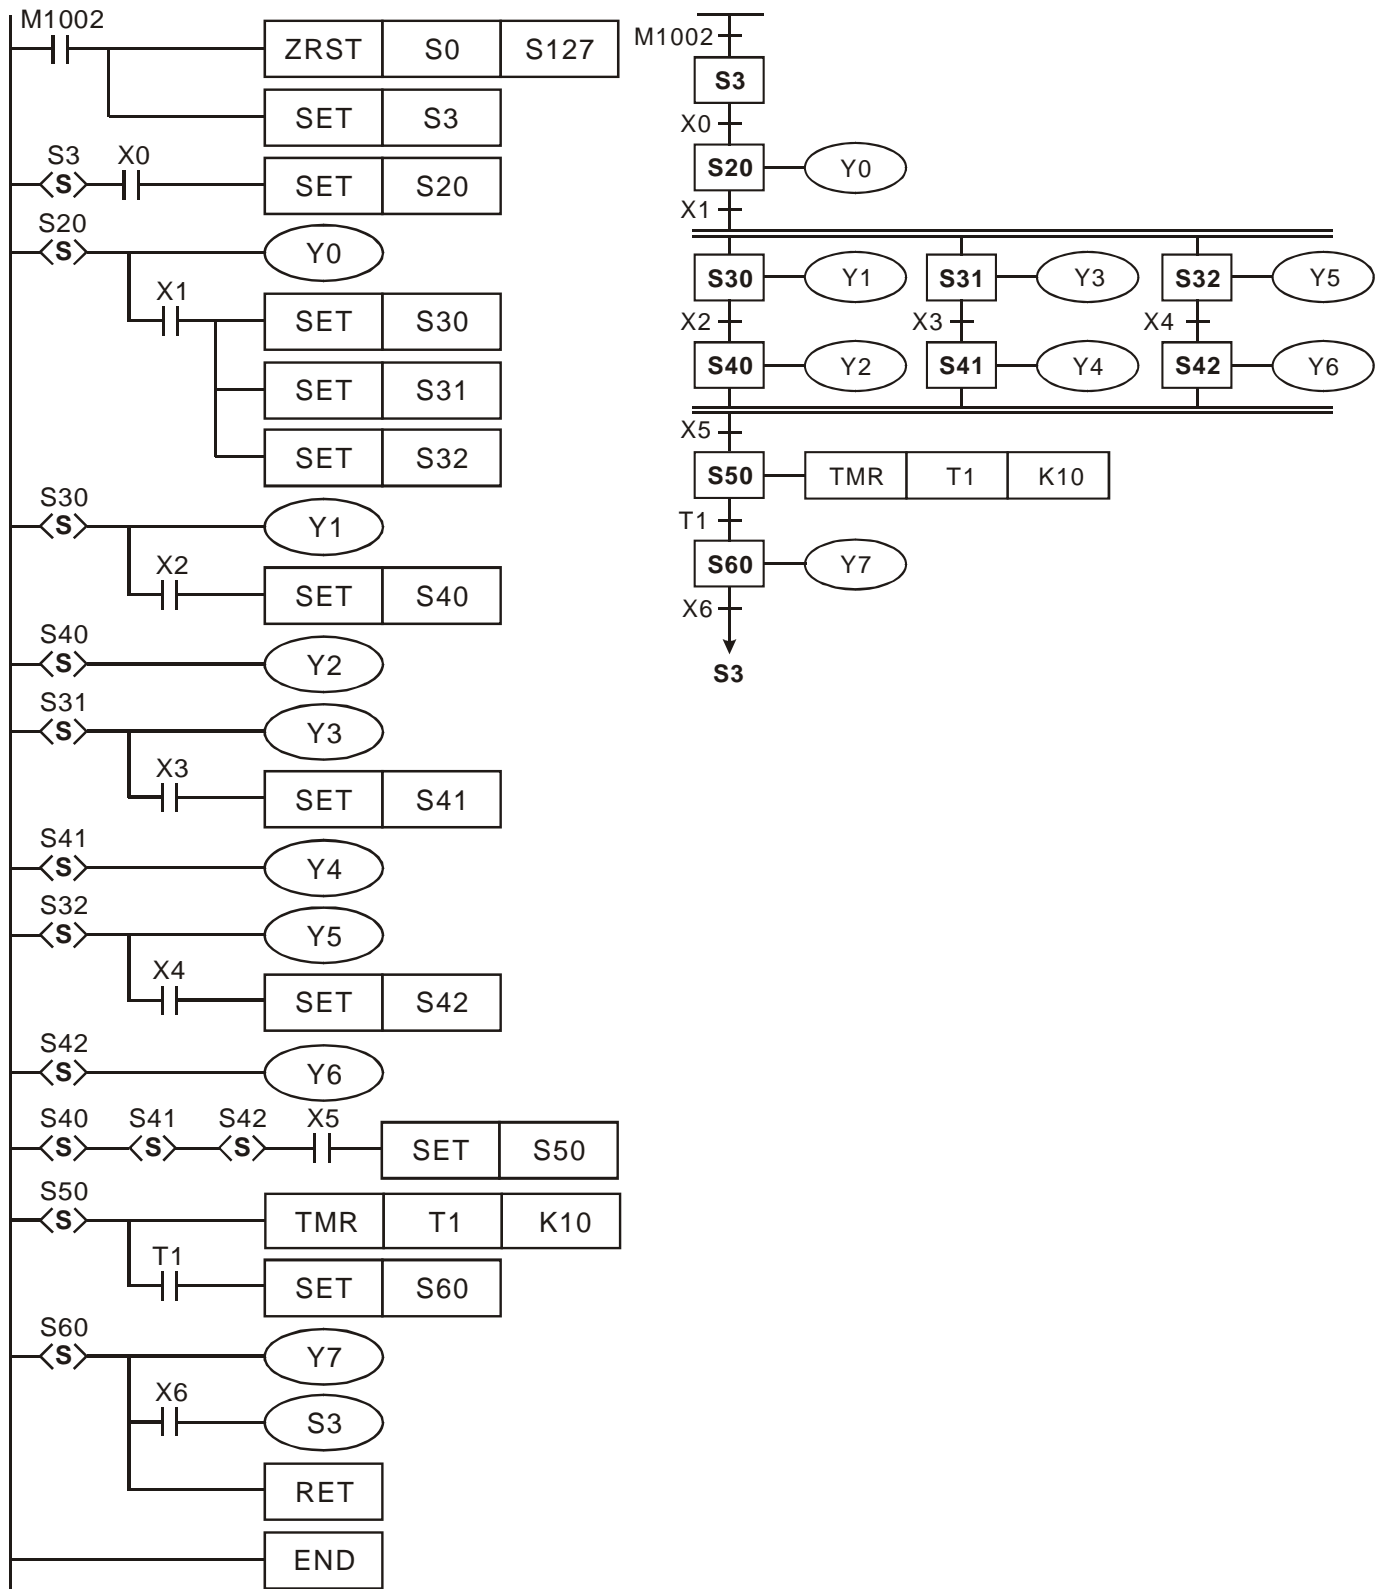 M1002
ZRST S0 S127
SET S3
S3 X0
S SET S20
S20
S Y0
X1
SET S30
SET S31
SET S32
S30
S Y1
X2
SET S40
S40
S Y2
S31
S Y3
X3
SET S41
S41
S Y4
S32
S Y5
X4
SET S42
S42
S Y6
S40 S41 S42 X5
S S S SET S50
S50
S TMR T1 K10
T1
SET S60
S60
S Y7
X6
S3
RET
END
M1002
S3
X0
S20 Y0
X1
S30 Y1 S31 Y3 S32 Y5
X2 X3 X4
S40 Y2 S41 Y4 S42 Y6
X5
S50 TMR T1 K10
T1
S60 Y7
X6
S3